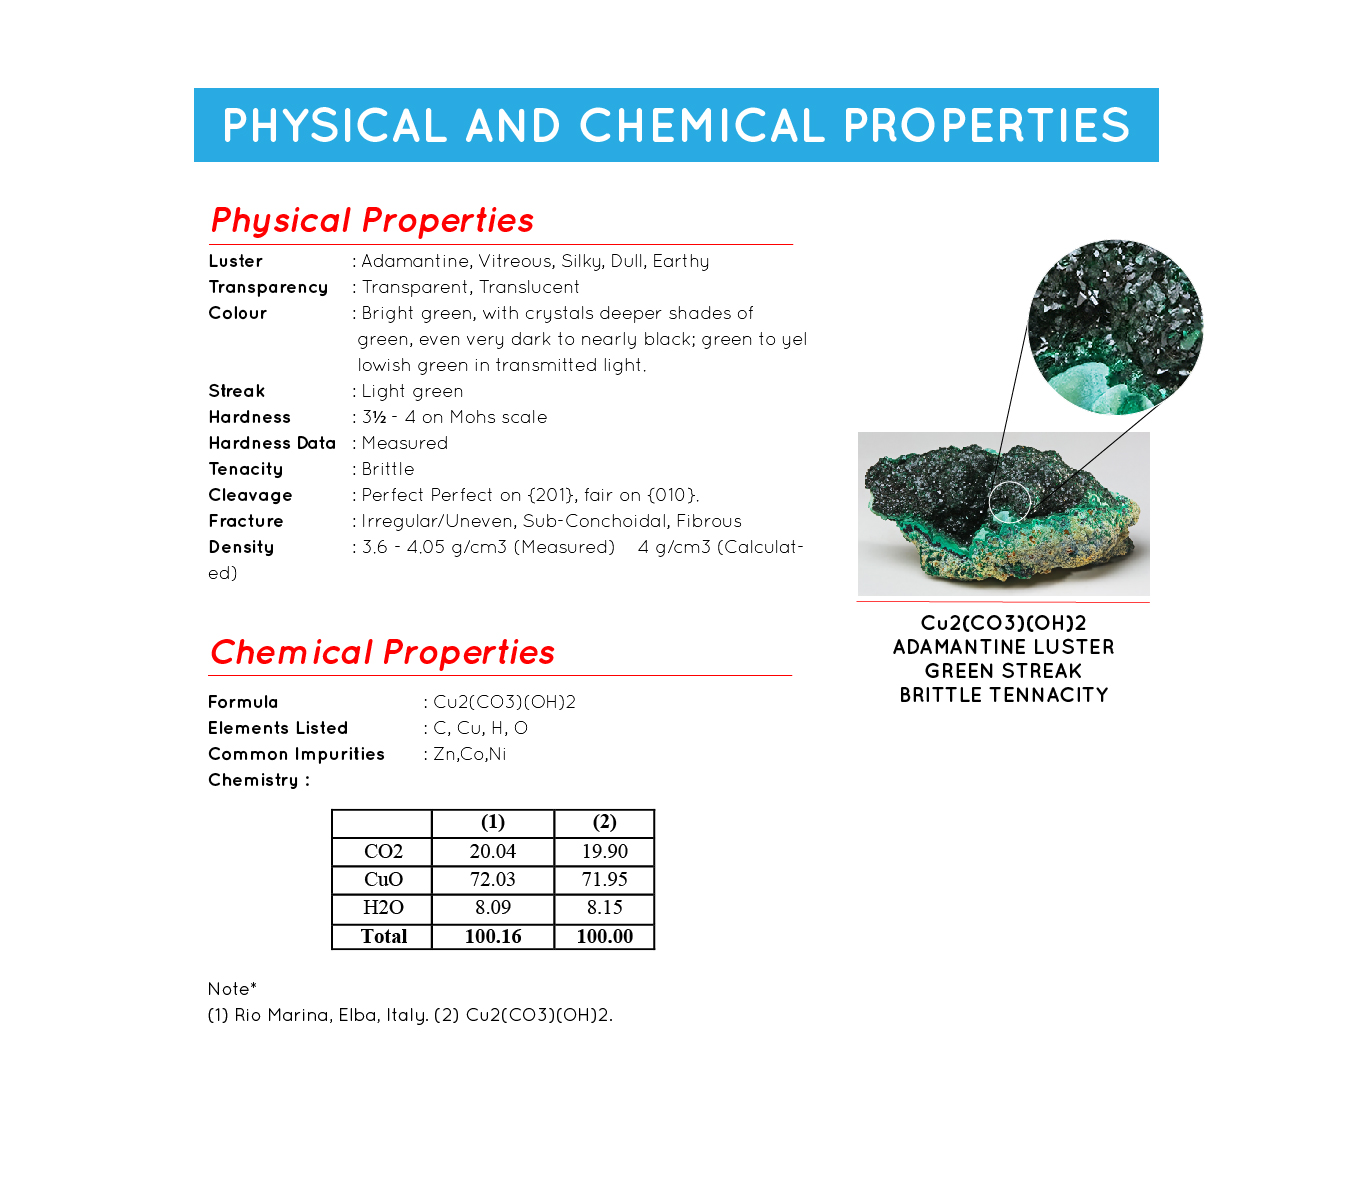 PHYSICAL AND CHEMICAL PROPERTIES
Physical Properties
Luster : Adamantine, Vitreous, Silky, Dull, Earthy
Transparency : Transparent, Translucent
Colour : Bright green, with crystals deeper shades of
green, even very dark to nearly black; green to yel
lowish green in transmitted light.
Streak : Light green
Hardness : 3½ - 4 on Mohs scale
Hardness Data : Measured
Tenacity : Brittle
Cleavage : Perfect Perfect on {201}, fair on {010}.
Fracture : Irregular/Uneven, Sub-Conchoidal, Fibrous
Density : 3.6 - 4.05 g/cm3 (Measured) 4 g/cm3 (Calculat-
ed)
Cu2(CO3)(OH)2
ADAMANTINE LUSTER
GREEN STREAK
BRITTLE TENNACITY
Chemical Properties
Formula : Cu2(CO3)(OH)2
Elements Listed : C, Cu, H, O
Common Impurities : Zn,Co,Ni
Chemistry :
(1) (2)
CO2 20.04 19.90
CuO 72.03 71.95
H2O 8.09 8.15
Total 100.16 100.00
Note*
(1) Rio Marina, Elba, Italy. (2) Cu2(CO3)(OH)2.